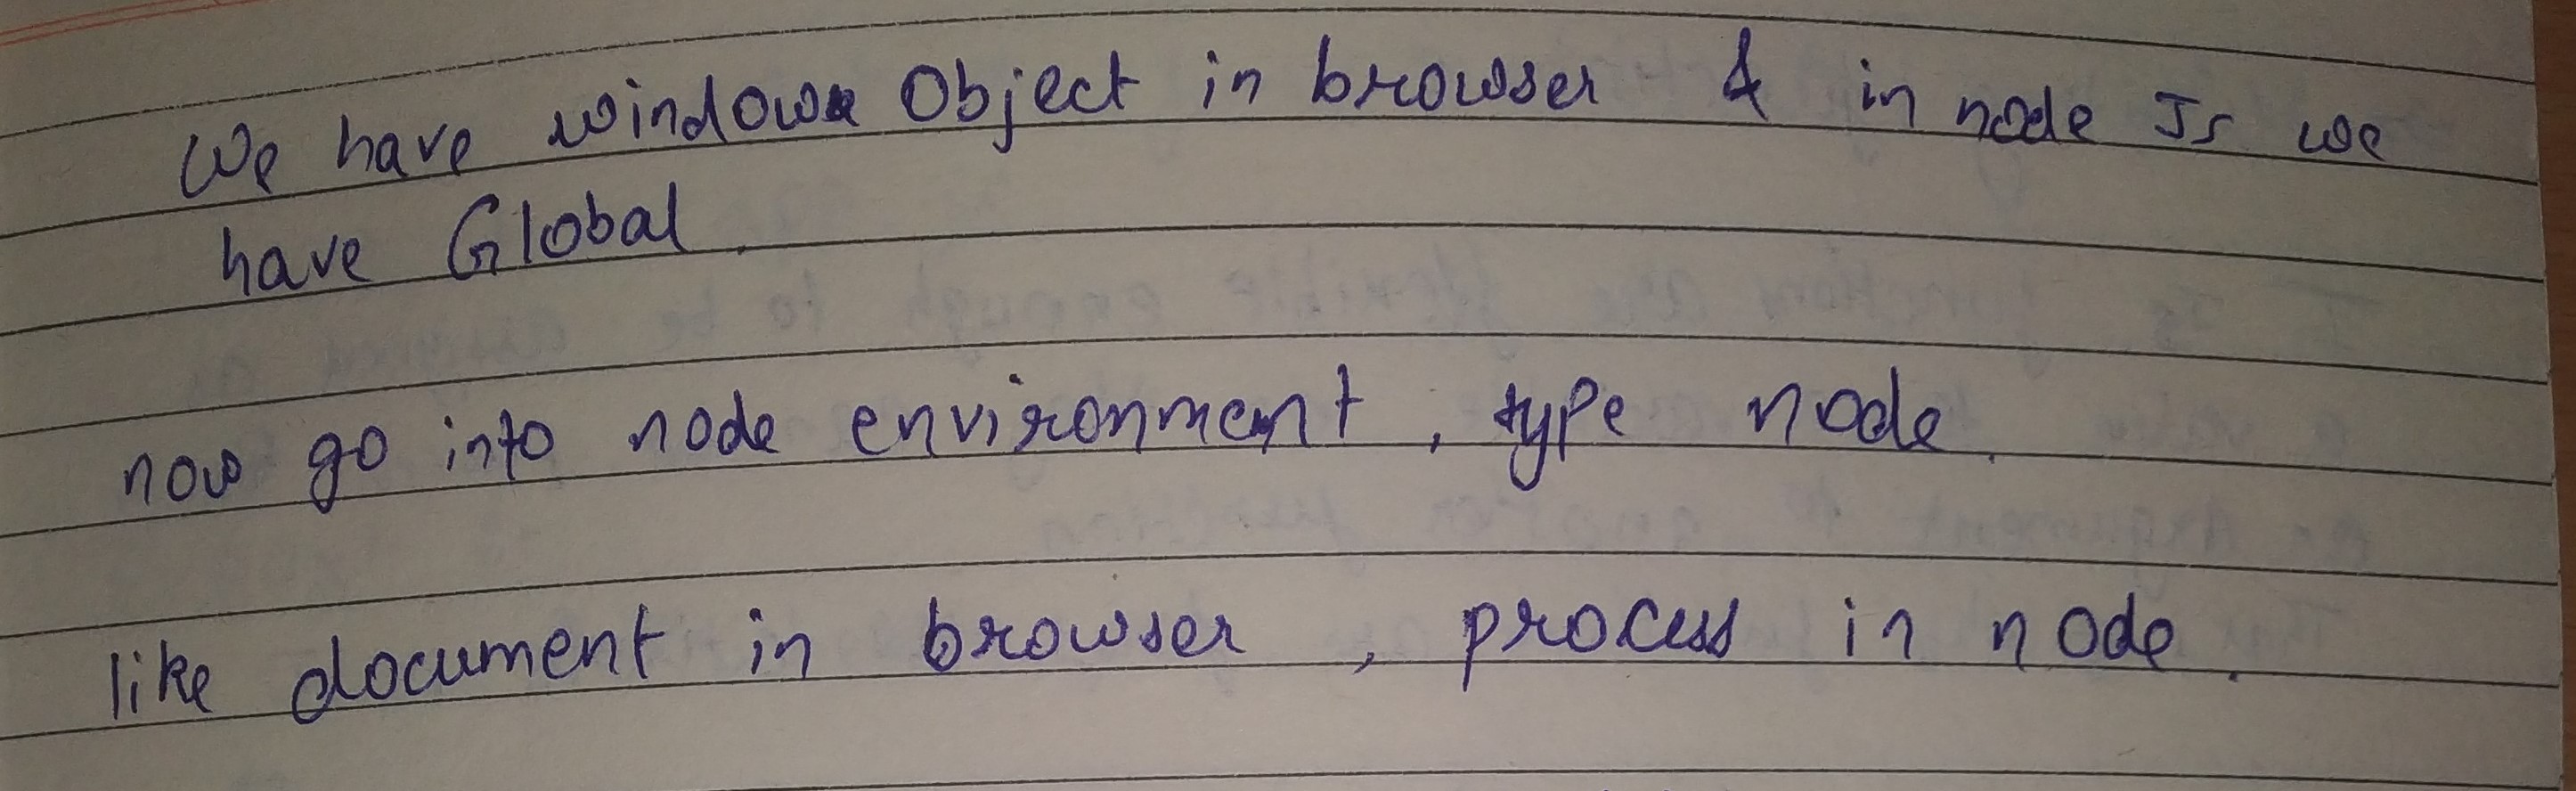 We have window Object in browser & in node Js we
have Global.
now go into node environment, type node.
like document in browser, process in node.